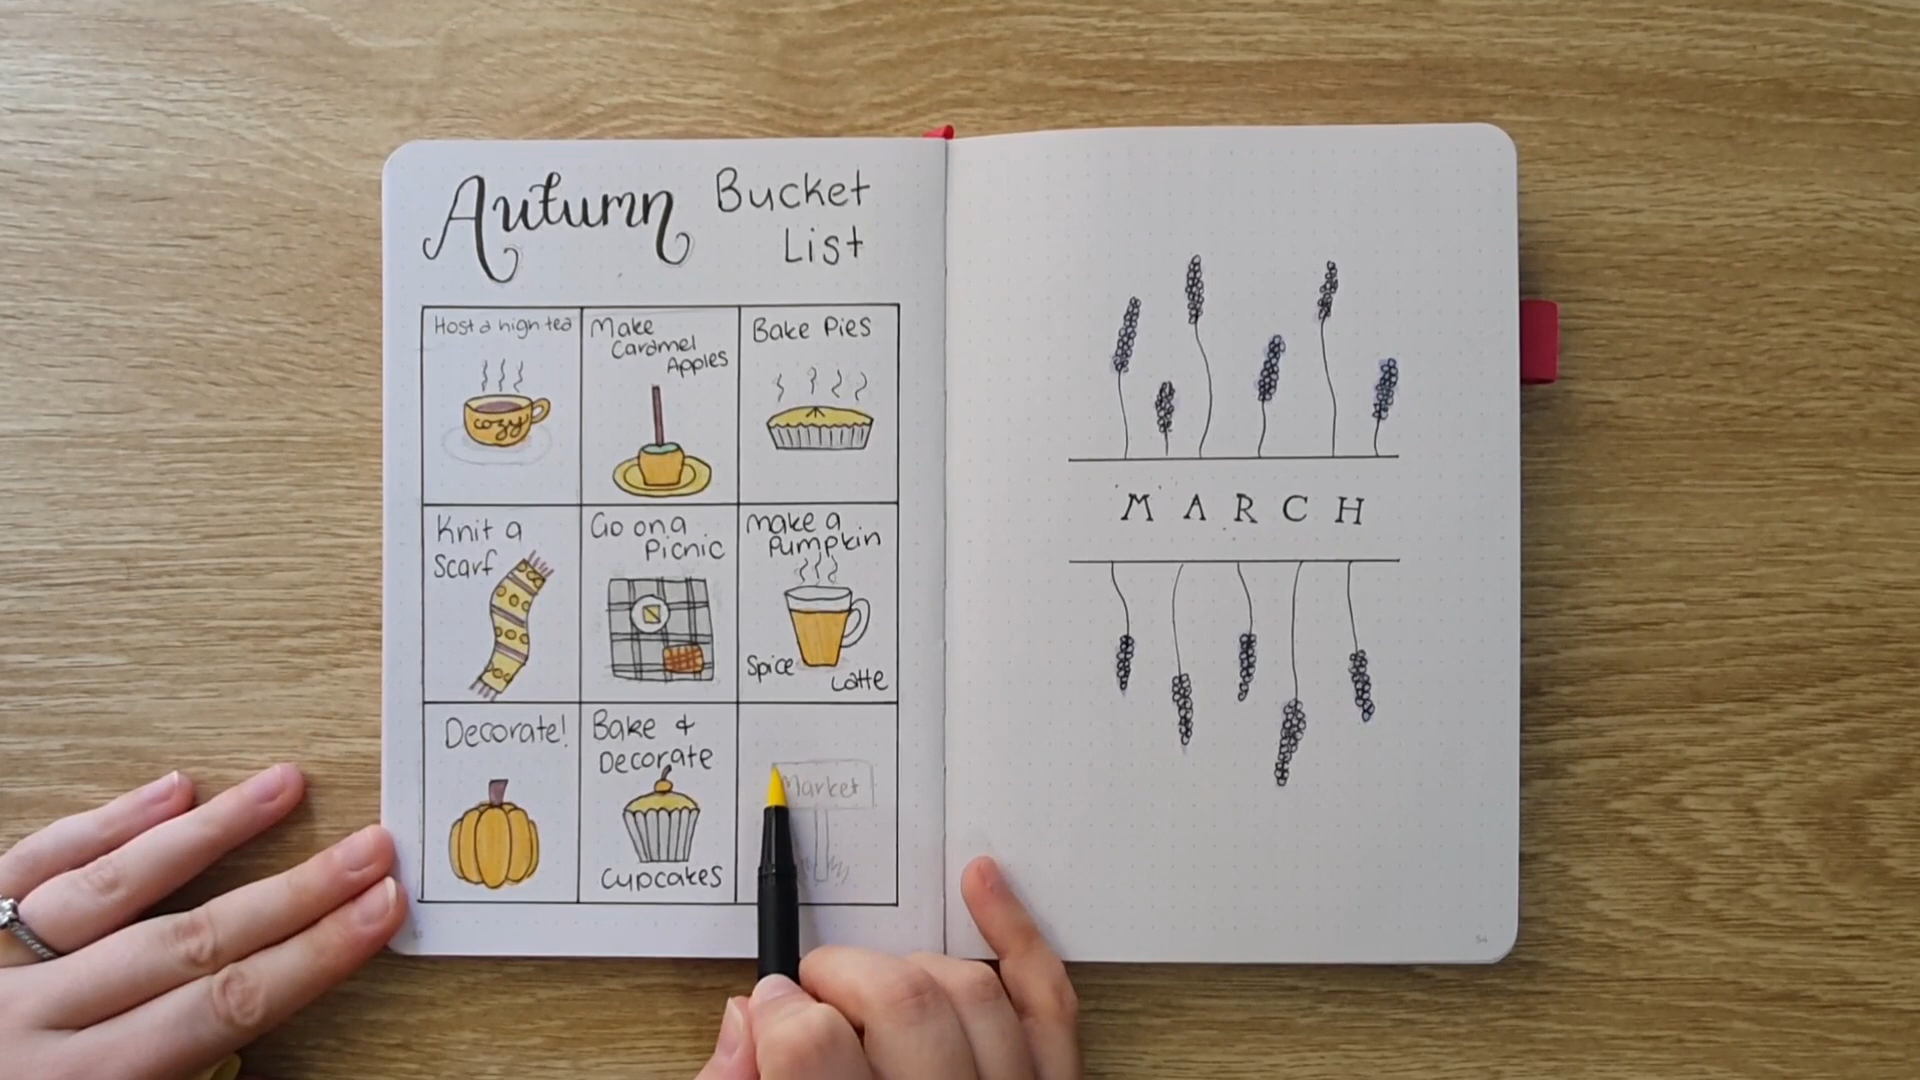 Autumn Bucket
List
Host a high tea
cozy
Make
Caramel
Apples
Bake Pies
Knit a
Scarf
Go on a
Picnic
make a
Pumpkin
Spice
Latte
Decorate!
Bake &
Decorate
Cupcakes
Market
MARCH